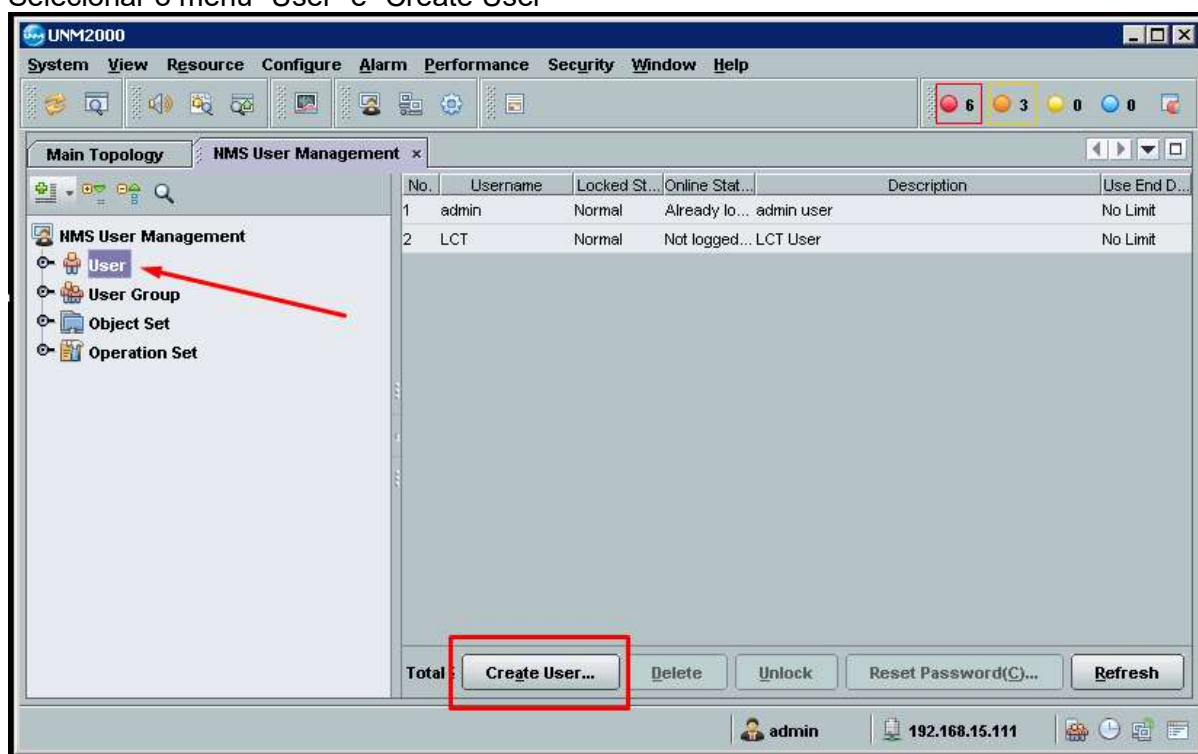 Selecionar o menu "User" e "Create User"
UNM2000
System View Resource Configure Alarm Performance Security Window Help
6 3 0 0
Main Topology NMS User Management
No. Username Locked St... Online Stat... Description Use End D...
1 admin Normal Already lo... admin user No Limit
2 LCT Normal Not logged... LCT User No Limit
NMS User Management
User
User Group
Object Set
Operation Set
Total Create User... Delete Unlock Reset Password(C)... Refresh
admin 192.168.15.111